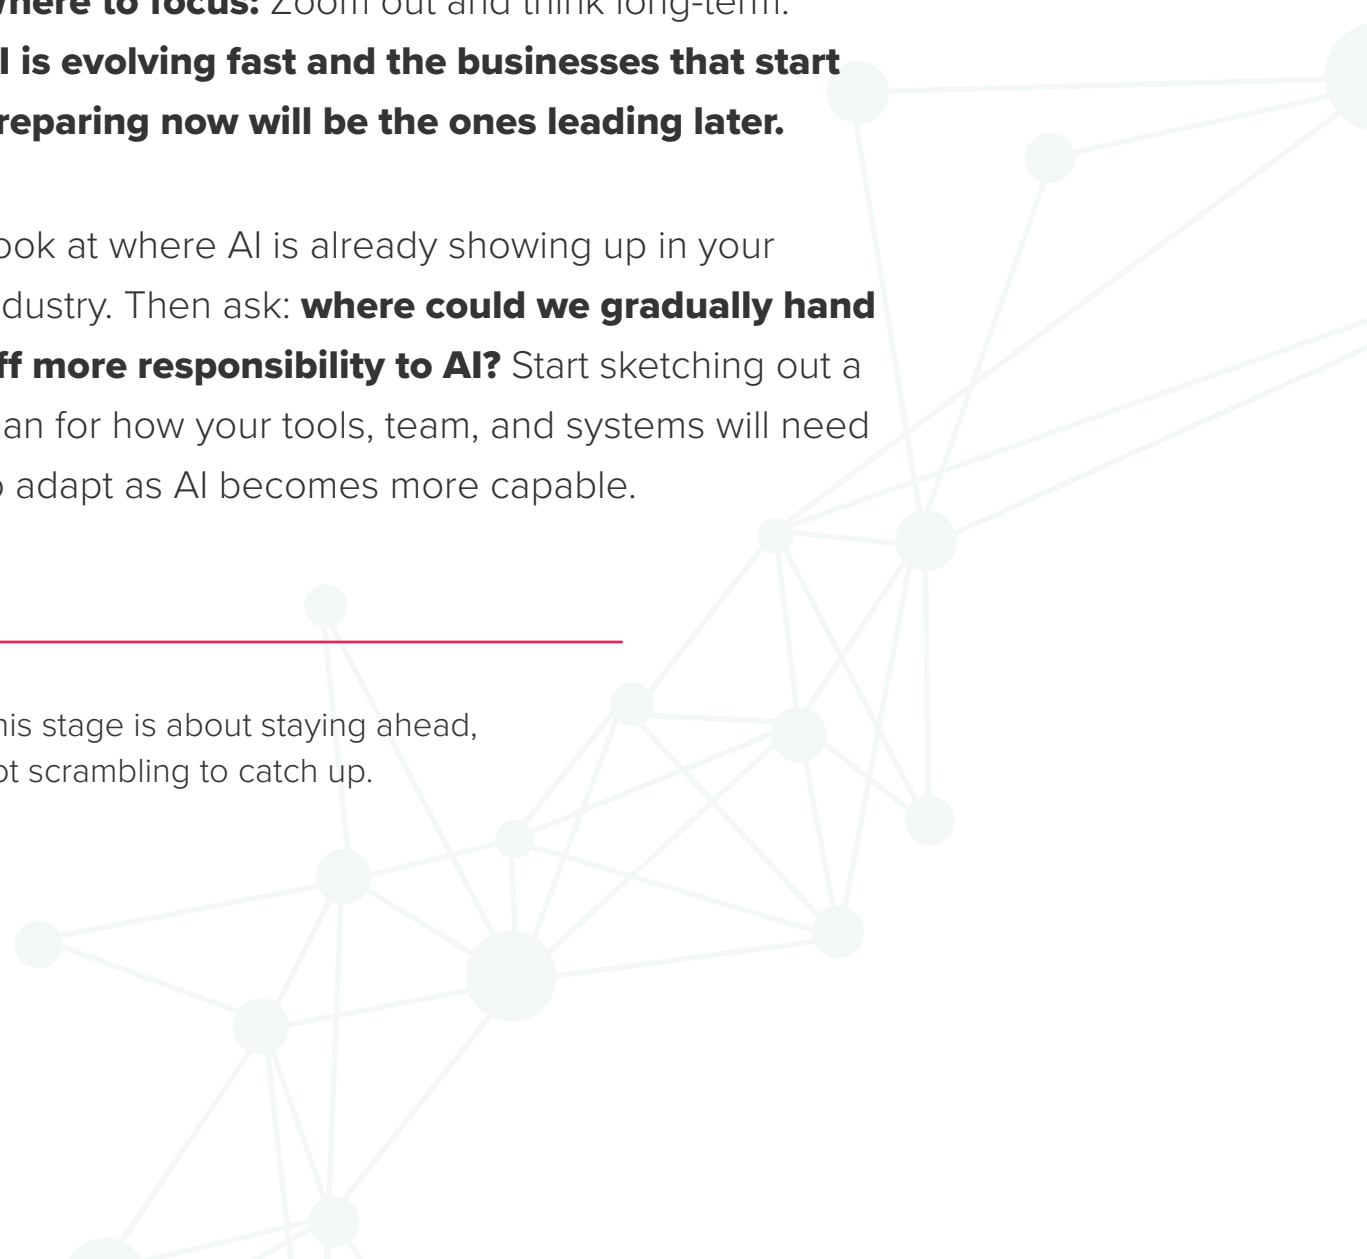 here to focus: Zoom out and think long-term.
I is evolving fast and the businesses that start
reparing now will be the ones leading later.
ook at where AI is already showing up in your
dustry. Then ask: where could we gradually hand
ff more responsibility to AI? Start sketching out a
an for how your tools, team, and systems will need
o adapt as AI becomes more capable.
his stage is about staying ahead,
ot scrambling to catch up.